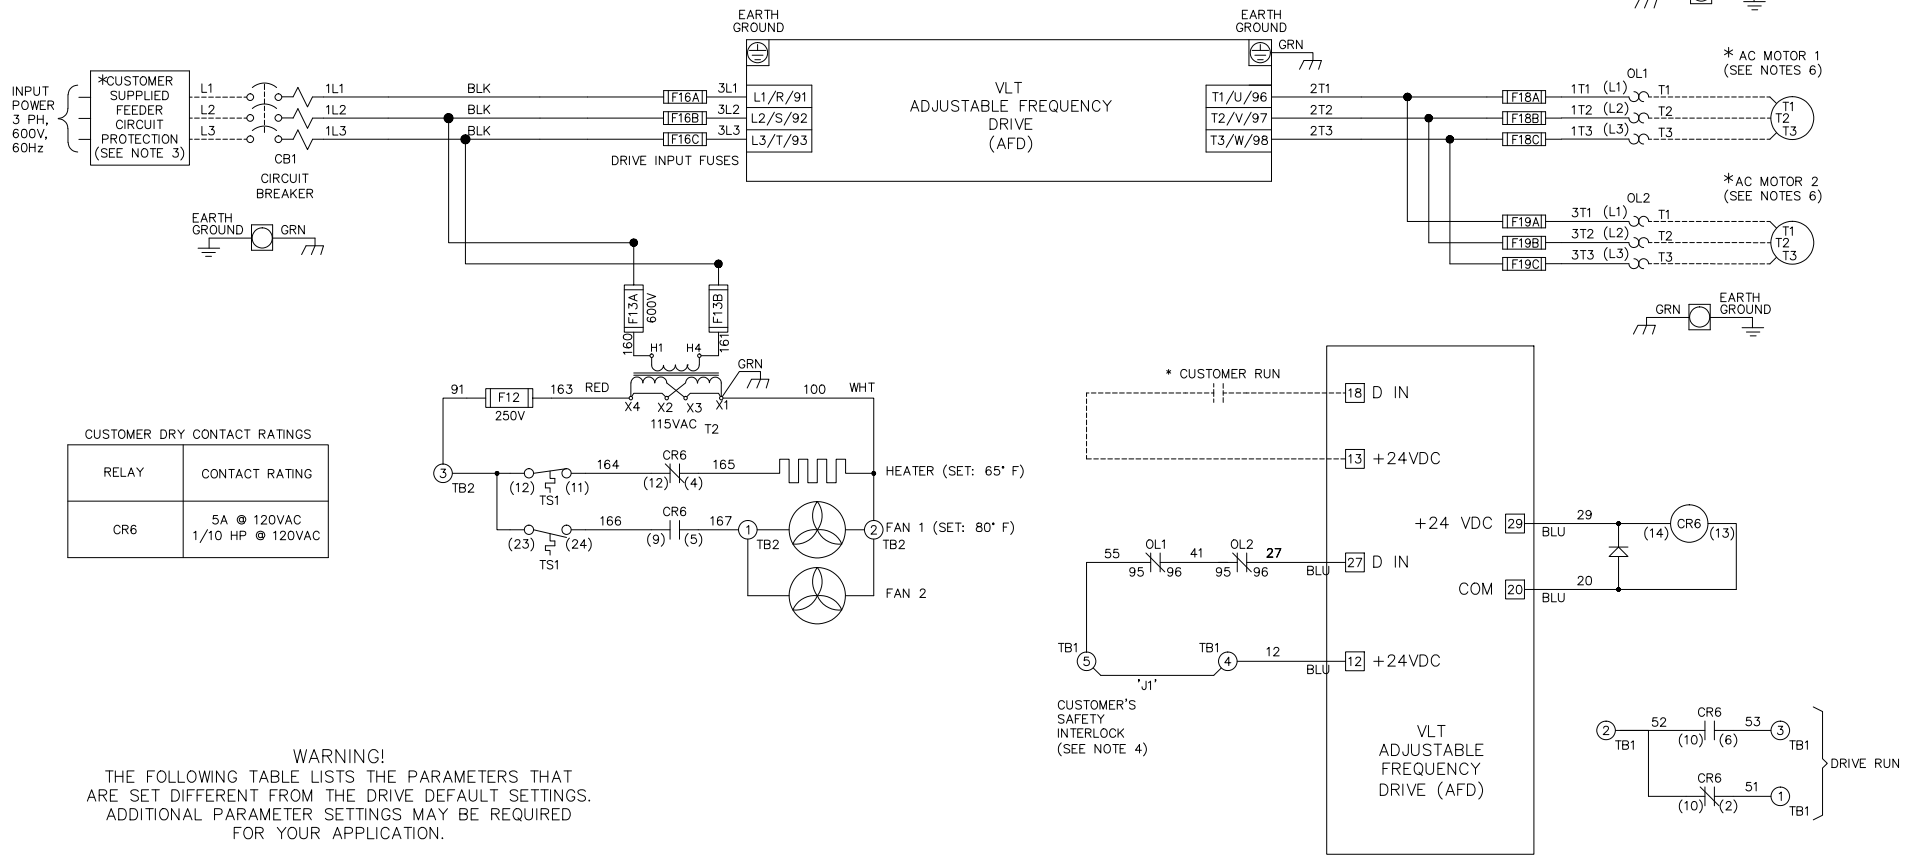 EARTH
GROUND
EARTH
GROUND
GRN
INPUT
POWER
3 PH,
600V,
60Hz
*CUSTOMER
SUPPLIED
FEEDER
CIRCUIT
PROTECTION
(SEE NOTE 3)
L1
L2
L3
CB1
CIRCUIT
BREAKER
1L1
1L2
1L3
BLK
BLK
BLK
F16A
F16B
F16C
3L1
3L2
3L3
DRIVE INPUT FUSES
L1/R/91
L2/S/92
L3/T/93
VLT
ADJUSTABLE FREQUENCY
DRIVE
(AFD)
T1/U/96
T2/V/97
T3/W/98
2T1
2T2
2T3
F18A
F18B
F18C
1T1 (L1)
1T2 (L2)
1T3 (L3)
OL1
T1
T2
T3
* AC MOTOR 1
(SEE NOTES 6)
T1
T2
T3
F19A
F19B
F19C
3T1 (L1)
3T2 (L2)
3T3 (L3)
OL2
T1
T2
T3
*AC MOTOR 2
(SEE NOTES 6)
T1
T2
T3
EARTH
GROUND
GRN
GRN
EARTH
GROUND
F13A
600V
F13B
160
161
H1
H4
GRN
91
F12
250V
163
RED
X4
X2
X3
X1
115VAC
T2
100
WHT
3
TB2
(12)
(11)
TS1
164
CR6
(12)
(4)
165
HEATER (SET: 65° F)
(23)
(24)
TS1
166
CR6
(9)
(5)
167
1
TB2
2
TB2
FAN 1 (SET: 80° F)
FAN 2
CUSTOMER DRY CONTACT RATINGS
RELAY
CONTACT RATING
CR6
5A @ 120VAC
1/10 HP @ 120VAC
* CUSTOMER RUN
18
D IN
13
+24VDC
+24 VDC
29
BLU
29
CR6
(14)
(13)
COM
20
BLU
20
55
OL1
95
96
41
OL2
95
96
27
BLU
27
D IN
TB1
5
'J1'
TB1
4
12
BLU
12
+24VDC
CUSTOMER'S
SAFETY
INTERLOCK
(SEE NOTE 4)
VLT
ADJUSTABLE
FREQUENCY
DRIVE (AFD)
2
TB1
52
CR6
(10)
(6)
53
3
TB1
CR6
(10)
(2)
51
1
TB1
DRIVE RUN
WARNING!
THE FOLLOWING TABLE LISTS THE PARAMETERS THAT
ARE SET DIFFERENT FROM THE DRIVE DEFAULT SETTINGS.
ADDITIONAL PARAMETER SETTINGS MAY BE REQUIRED
FOR YOUR APPLICATION.